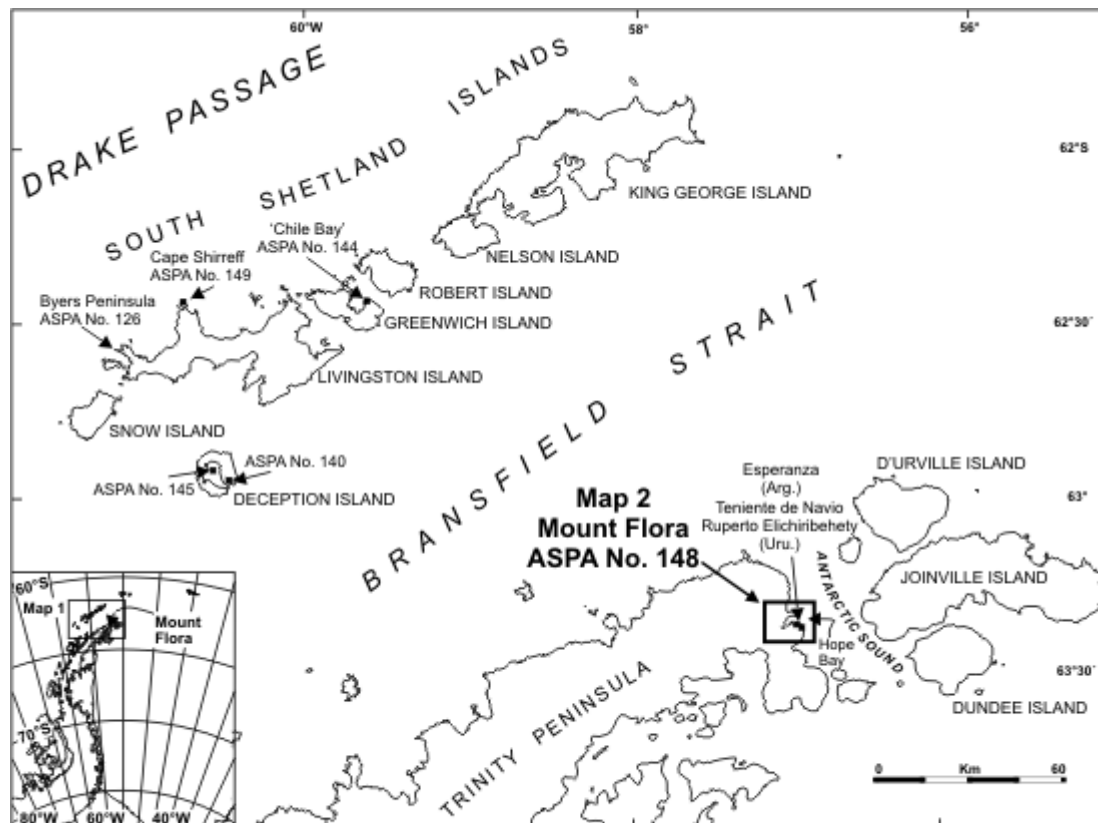 60°W
58°
56°
DRAKE PASSAGE
SOUTH SHETLAND ISLANDS
62°S
KING GEORGE ISLAND
'Chile Bay'
ASPA No. 144
NELSON ISLAND
Cape Shirreff
ASPA No. 149
ROBERT ISLAND
Byers Peninsula
ASPA No. 126
GREENWICH ISLAND
62°30´
LIVINGSTON ISLAND
SNOW ISLAND
BRANSFIELD STRAIT
ASPA No. 140
ASPA No. 145
DECEPTION ISLAND
Esperanza
(Arg.)
Teniente de Navio
Ruperto Elichiribehety
(Uru.)
D'URVILLE ISLAND
63°
Map 2
Mount Flora
ASPA No. 148
ANTARCTIC SOUND
JOINVILLE ISLAND
Hope
Bay
63°30´
DUNDEE ISLAND
TRINITY PENINSULA
0 Km 60
60°S
Map 1
Mount
Flora
70°S
80°W 60°W 40°W